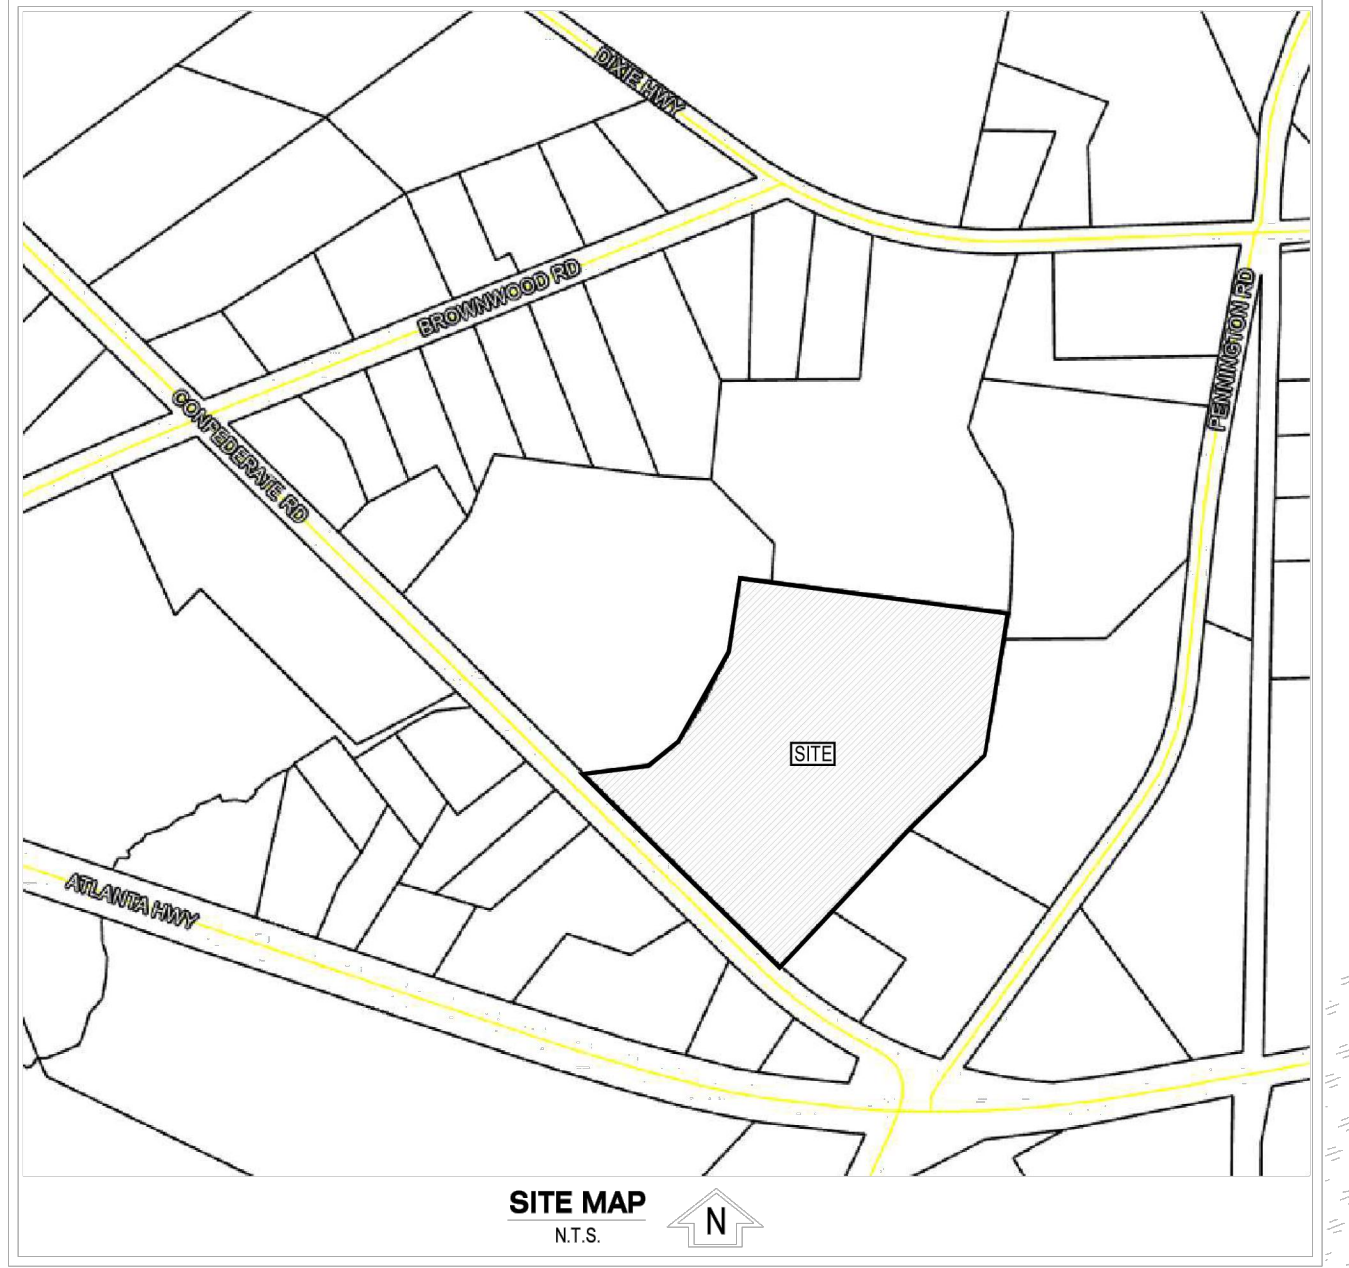 DIXIE HWY
BROWNWOOD RD
PENNINGTON RD
CONFEDERATE RD
SITE
ATLANTA HWY
SITE MAP
N.T.S.
N